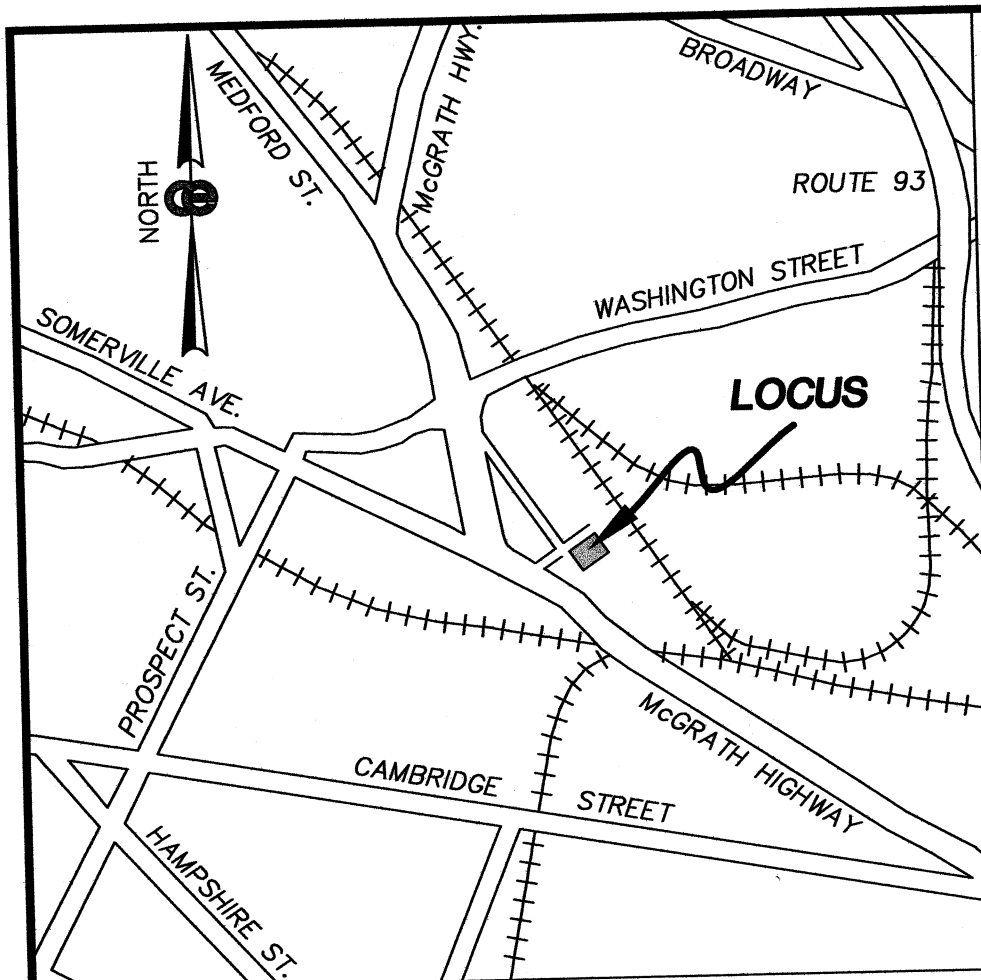 BROADWAY
McGRATH HWY.
MEDFORD ST.
NORTH
ROUTE 93
WASHINGTON STREET
SOMERVILLE AVE.
LOCUS
PROSPECT ST.
McGRATH HIGHWAY
CAMBRIDGE STREET
HAMPSHIRE ST.